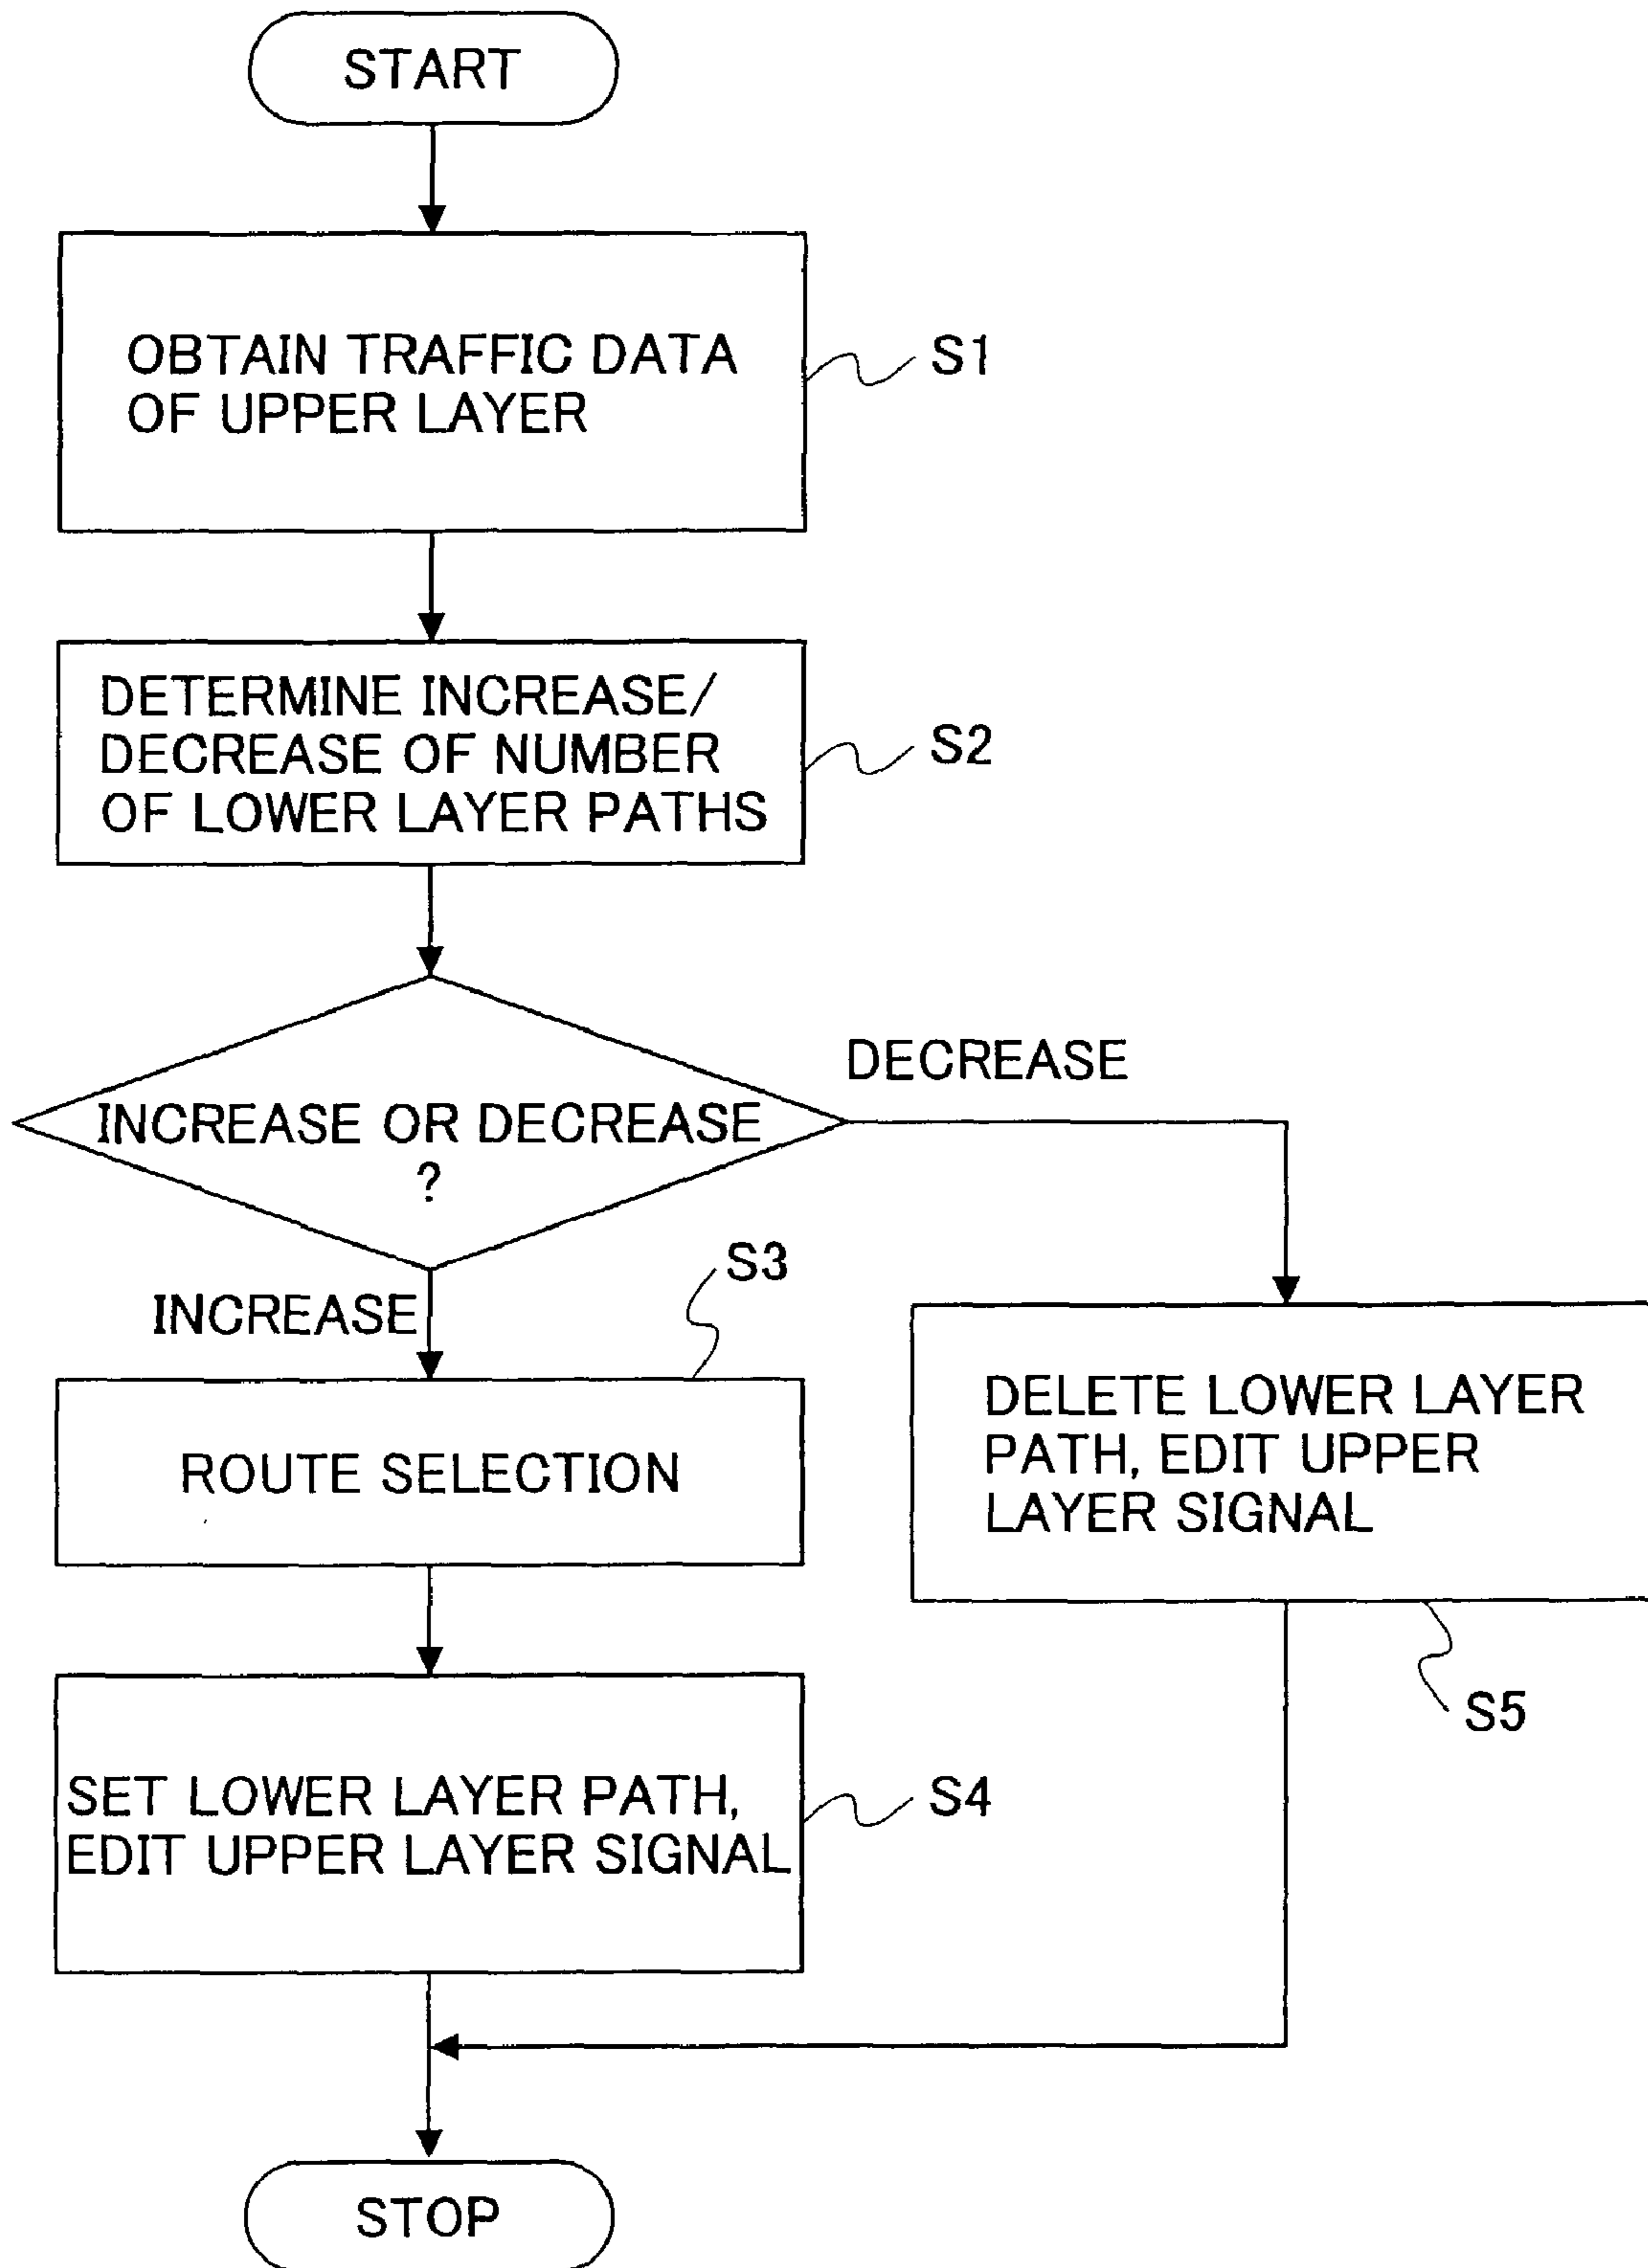 START
OBTAIN TRAFFIC DATA
OF UPPER LAYER
S1
DETERMINE INCREASE/
DECREASE OF NUMBER
OF LOWER LAYER PATHS
S2
DECREASE
INCREASE OR DECREASE
?
S3
INCREASE
ROUTE SELECTION
DELETE LOWER LAYER
PATH, EDIT UPPER
LAYER SIGNAL
S5
SET LOWER LAYER PATH,
EDIT UPPER LAYER SIGNAL
S4
STOP